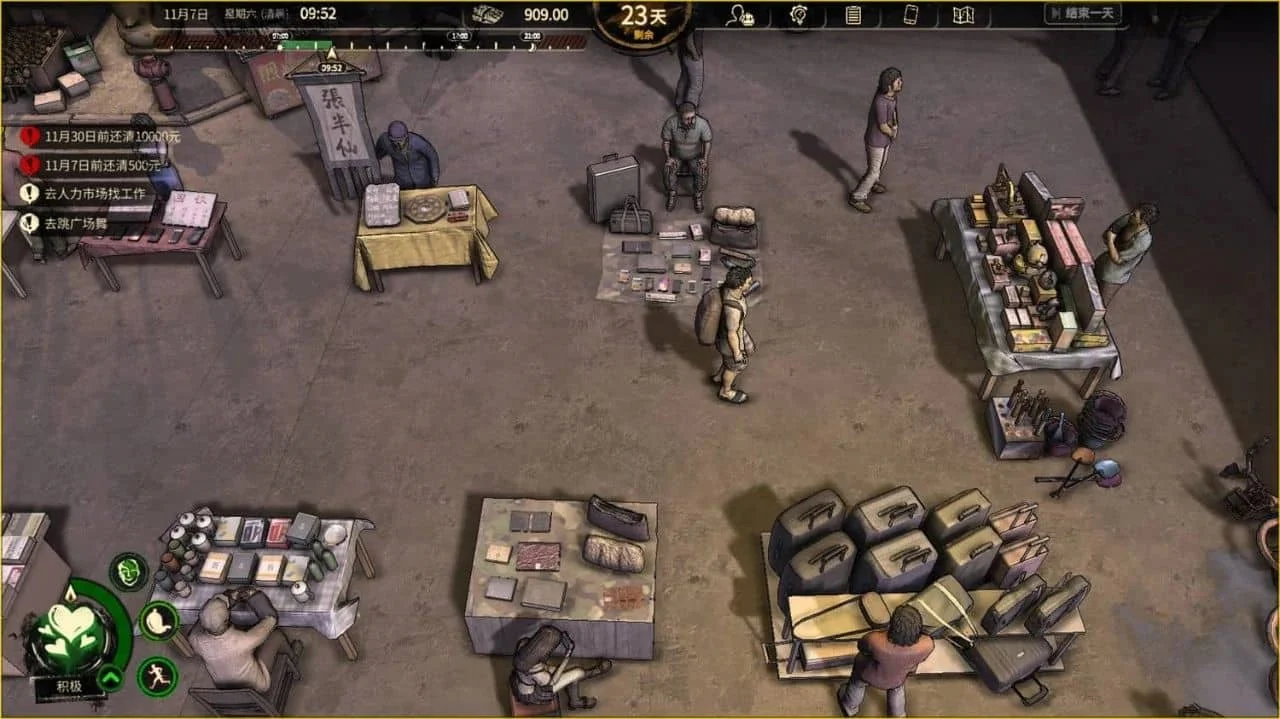 11月7日 星期六 09:52 909.00 23天 结束一天
剩余
07:00 17:00 21:00
09:52
張半仙
11月30日前还清10000元
11月7日前还清500元
去人力市场找工作
回收
去跳广场舞
积极